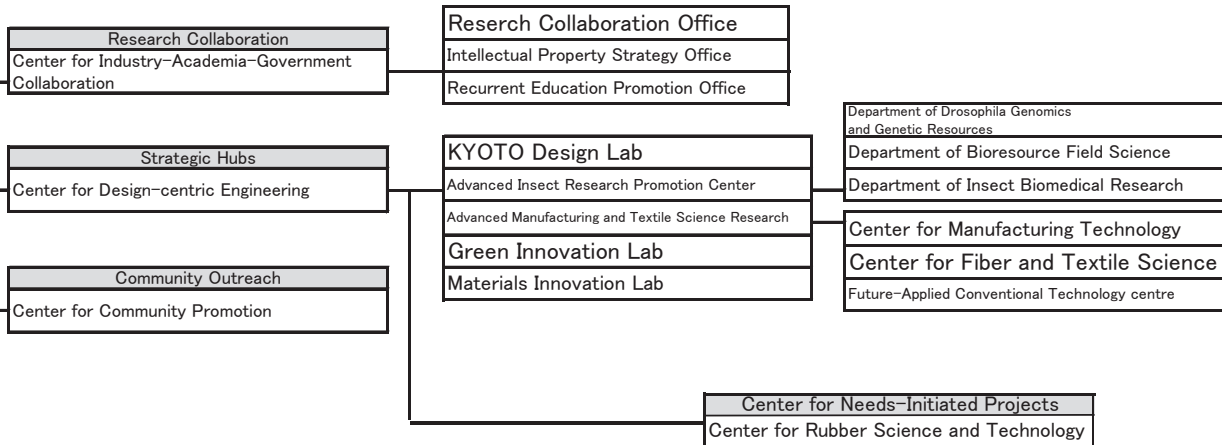 Research Collaboration
Center for Industry-Academia-Government
Collaboration
Reserch Collaboration Office
Intellectual Property Strategy Office
Recurrent Education Promotion Office
Strategic Hubs
Center for Design-centric Engineering
KYOTO Design Lab
Advanced Insect Research Promotion Center
Advanced Manufacturing and Textile Science Research
Green Innovation Lab
Materials Innovation Lab
Department of Drosophila Genomics
and Genetic Resources
Department of Bioresource Field Science
Department of Insect Biomedical Research
Center for Manufacturing Technology
Center for Fiber and Textile Science
Future-Applied Conventional Technology centre
Community Outreach
Center for Community Promotion
Center for Needs-Initiated Projects
Center for Rubber Science and Technology